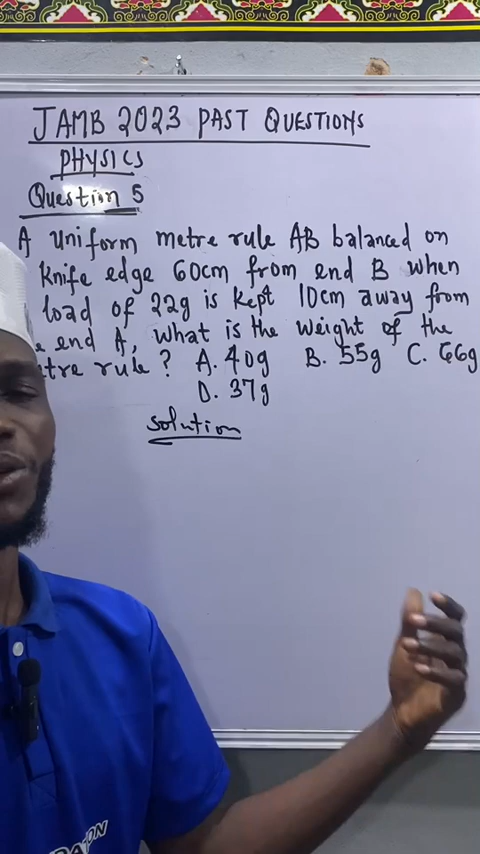 JAMB 2023 PAST QUESTIONS
PHYSICS
Question 5
A uniform metre rule AB balanced on
Knife edge 60cm from end B when
load of 22g is kept 10cm away from
end A, what is the weight of the
rule? A. 40g B. 55g C. 66g
D. 37g
solution